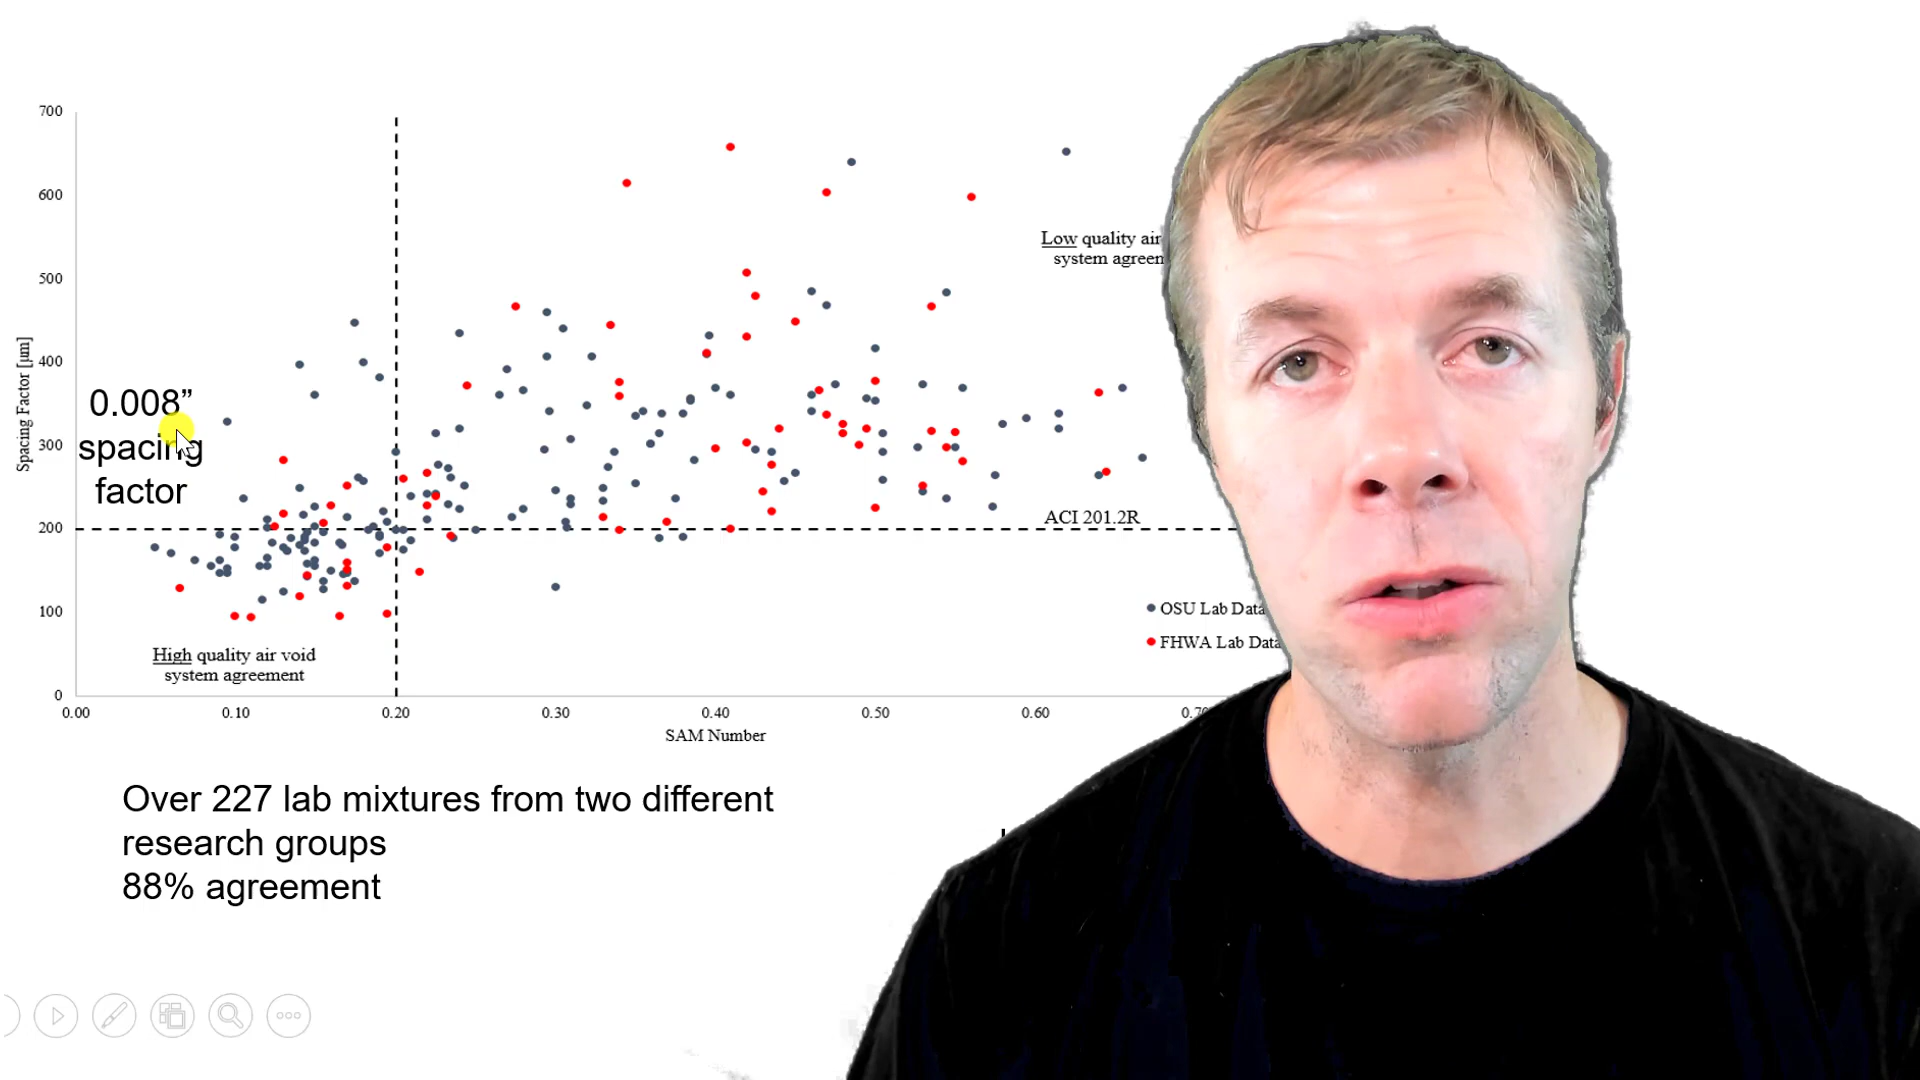 700
600
500
400
300
200
100
0
Spacing Factor [μm]
0.008”
spacing
factor
Low quality air
system agreem
ACI 201.2R
OSU Lab Data
FHWA Lab Data
High quality air void
system agreement
0.00 0.10 0.20 0.30 0.40 0.50 0.60 0.70
SAM Number
Over 227 lab mixtures from two different
research groups
88% agreement